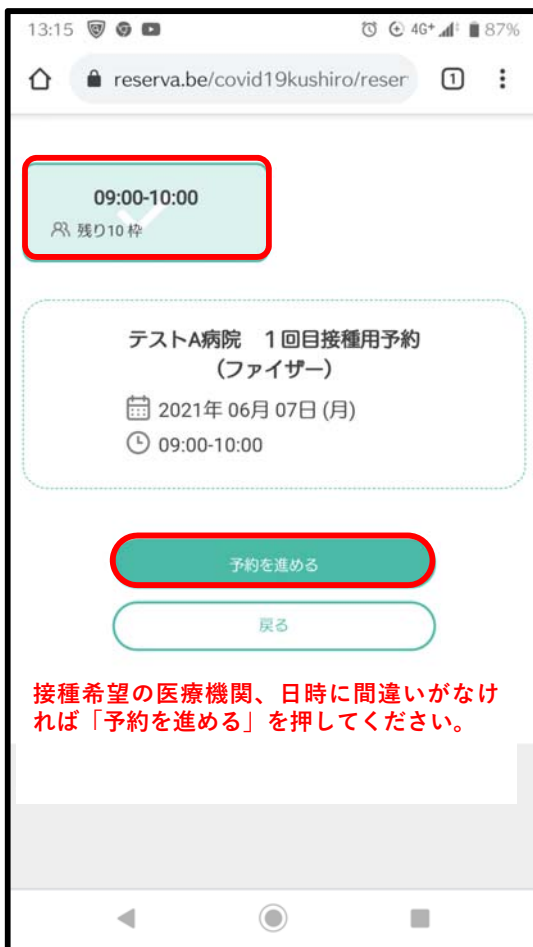 13:15
4G+
87%
reserva.be/covid19kushiro/reser
1
09:00-10:00
残り10 枠
テストA病院　１回目接種用予約
（ファイザー）
2021年 06月 07日 (月)
09:00-10:00
予約を進める
戻る
接種希望の医療機関、日時に間違いがなけ
れば「予約を進める」を押してください。